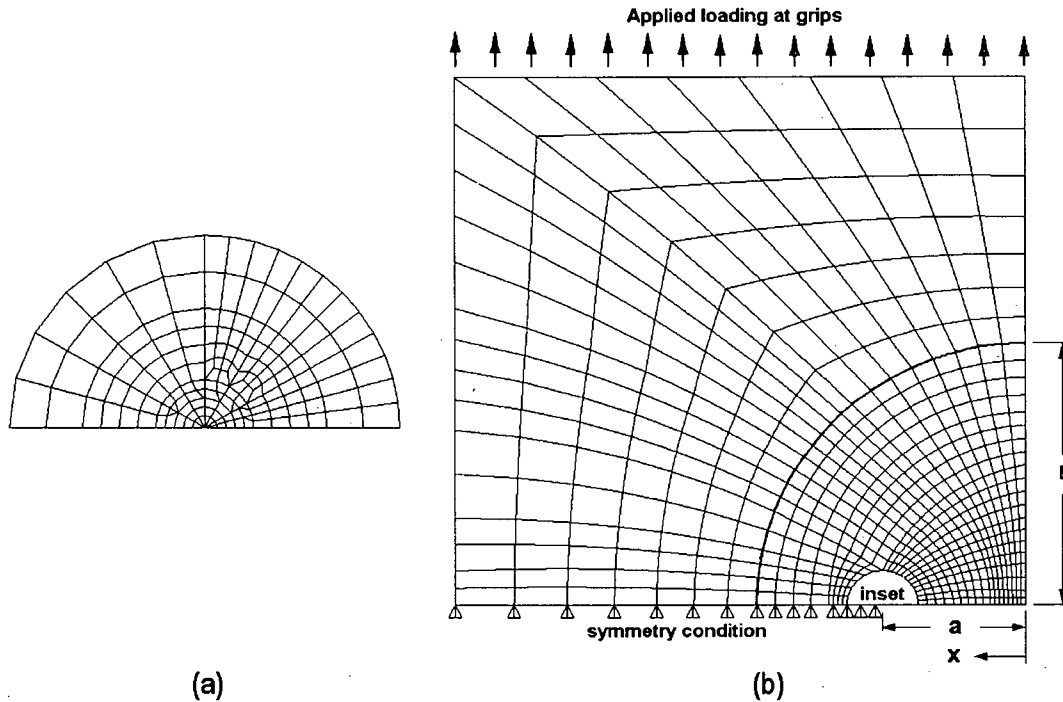 Applied loading at grips
inset
symmetry condition
a
x
(a)
(b)